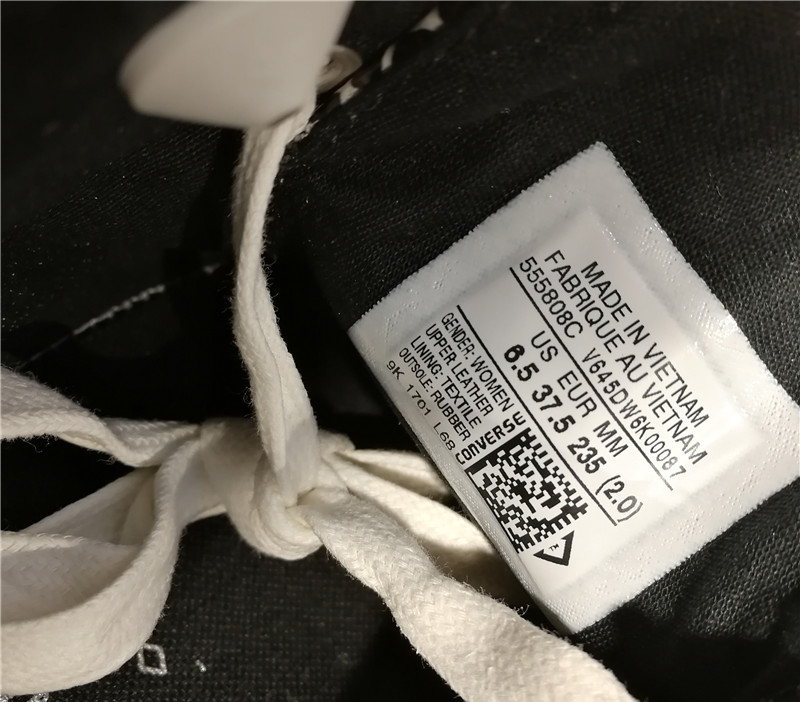 MADE IN VIETNAM
FABRIQUE AU VIETNAM
555808C V645DW6K00087
US EUR MM
6.5 37.5 235 (2.0)
GENDER: WOMEN
UPPER LEATHER
LINING: TEXTILE
OUTSOLE: RUBBER
9K 1701 L68